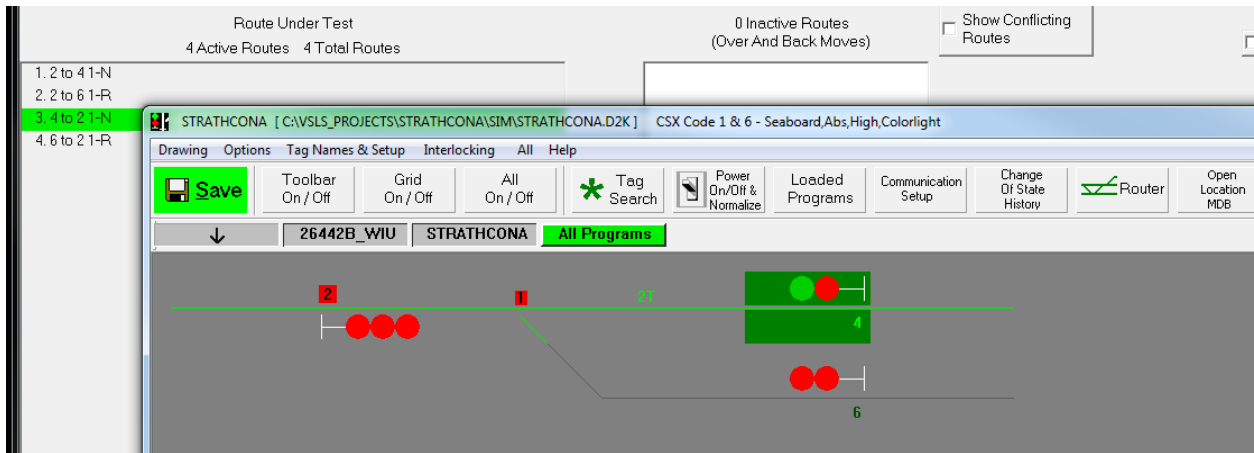 Route Under Test
4 Active Routes 4 Total Routes
0 Inactive Routes
(Over And Back Moves)
Show Conflicting
Routes
1. 2 to 4 1-N
2. 2 to 6 1-R
3. 4 to 2 1-N
4. 6 to 2 1-R
STRATHCONA [ C:\VSLS_PROJECTS\STRATHCONA\SIM\STRATHCONA.D2K ] CSX Code 1 & 6 - Seaboard,Abs,High,Colorlight
Drawing Options Tag Names & Setup Interlocking All Help
Save
Toolbar
On / Off
Grid
On / Off
All
On / Off
Tag
Search
Power
On/Off &
Normalize
Loaded
Programs
Communication
Setup
Change
Of State
History
Router
Open
Location
MDB
26442B_WIU STRATHCONA All Programs
2
1
2T
4
6